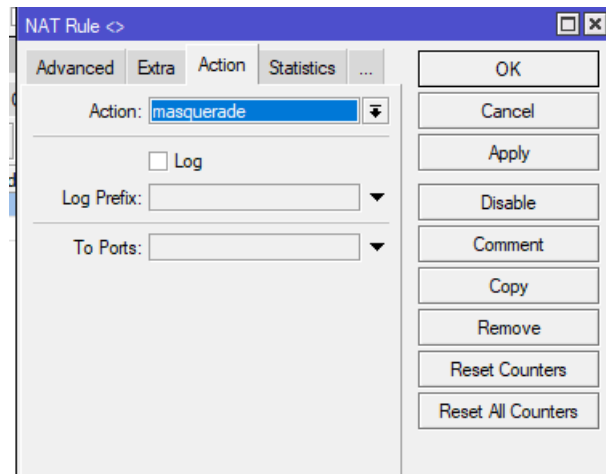 NAT Rule <>
Advanced Extra Action Statistics ...
Action: masquerade
Log
Log Prefix:
To Ports:
OK
Cancel
Apply
Disable
Comment
Copy
Remove
Reset Counters
Reset All Counters